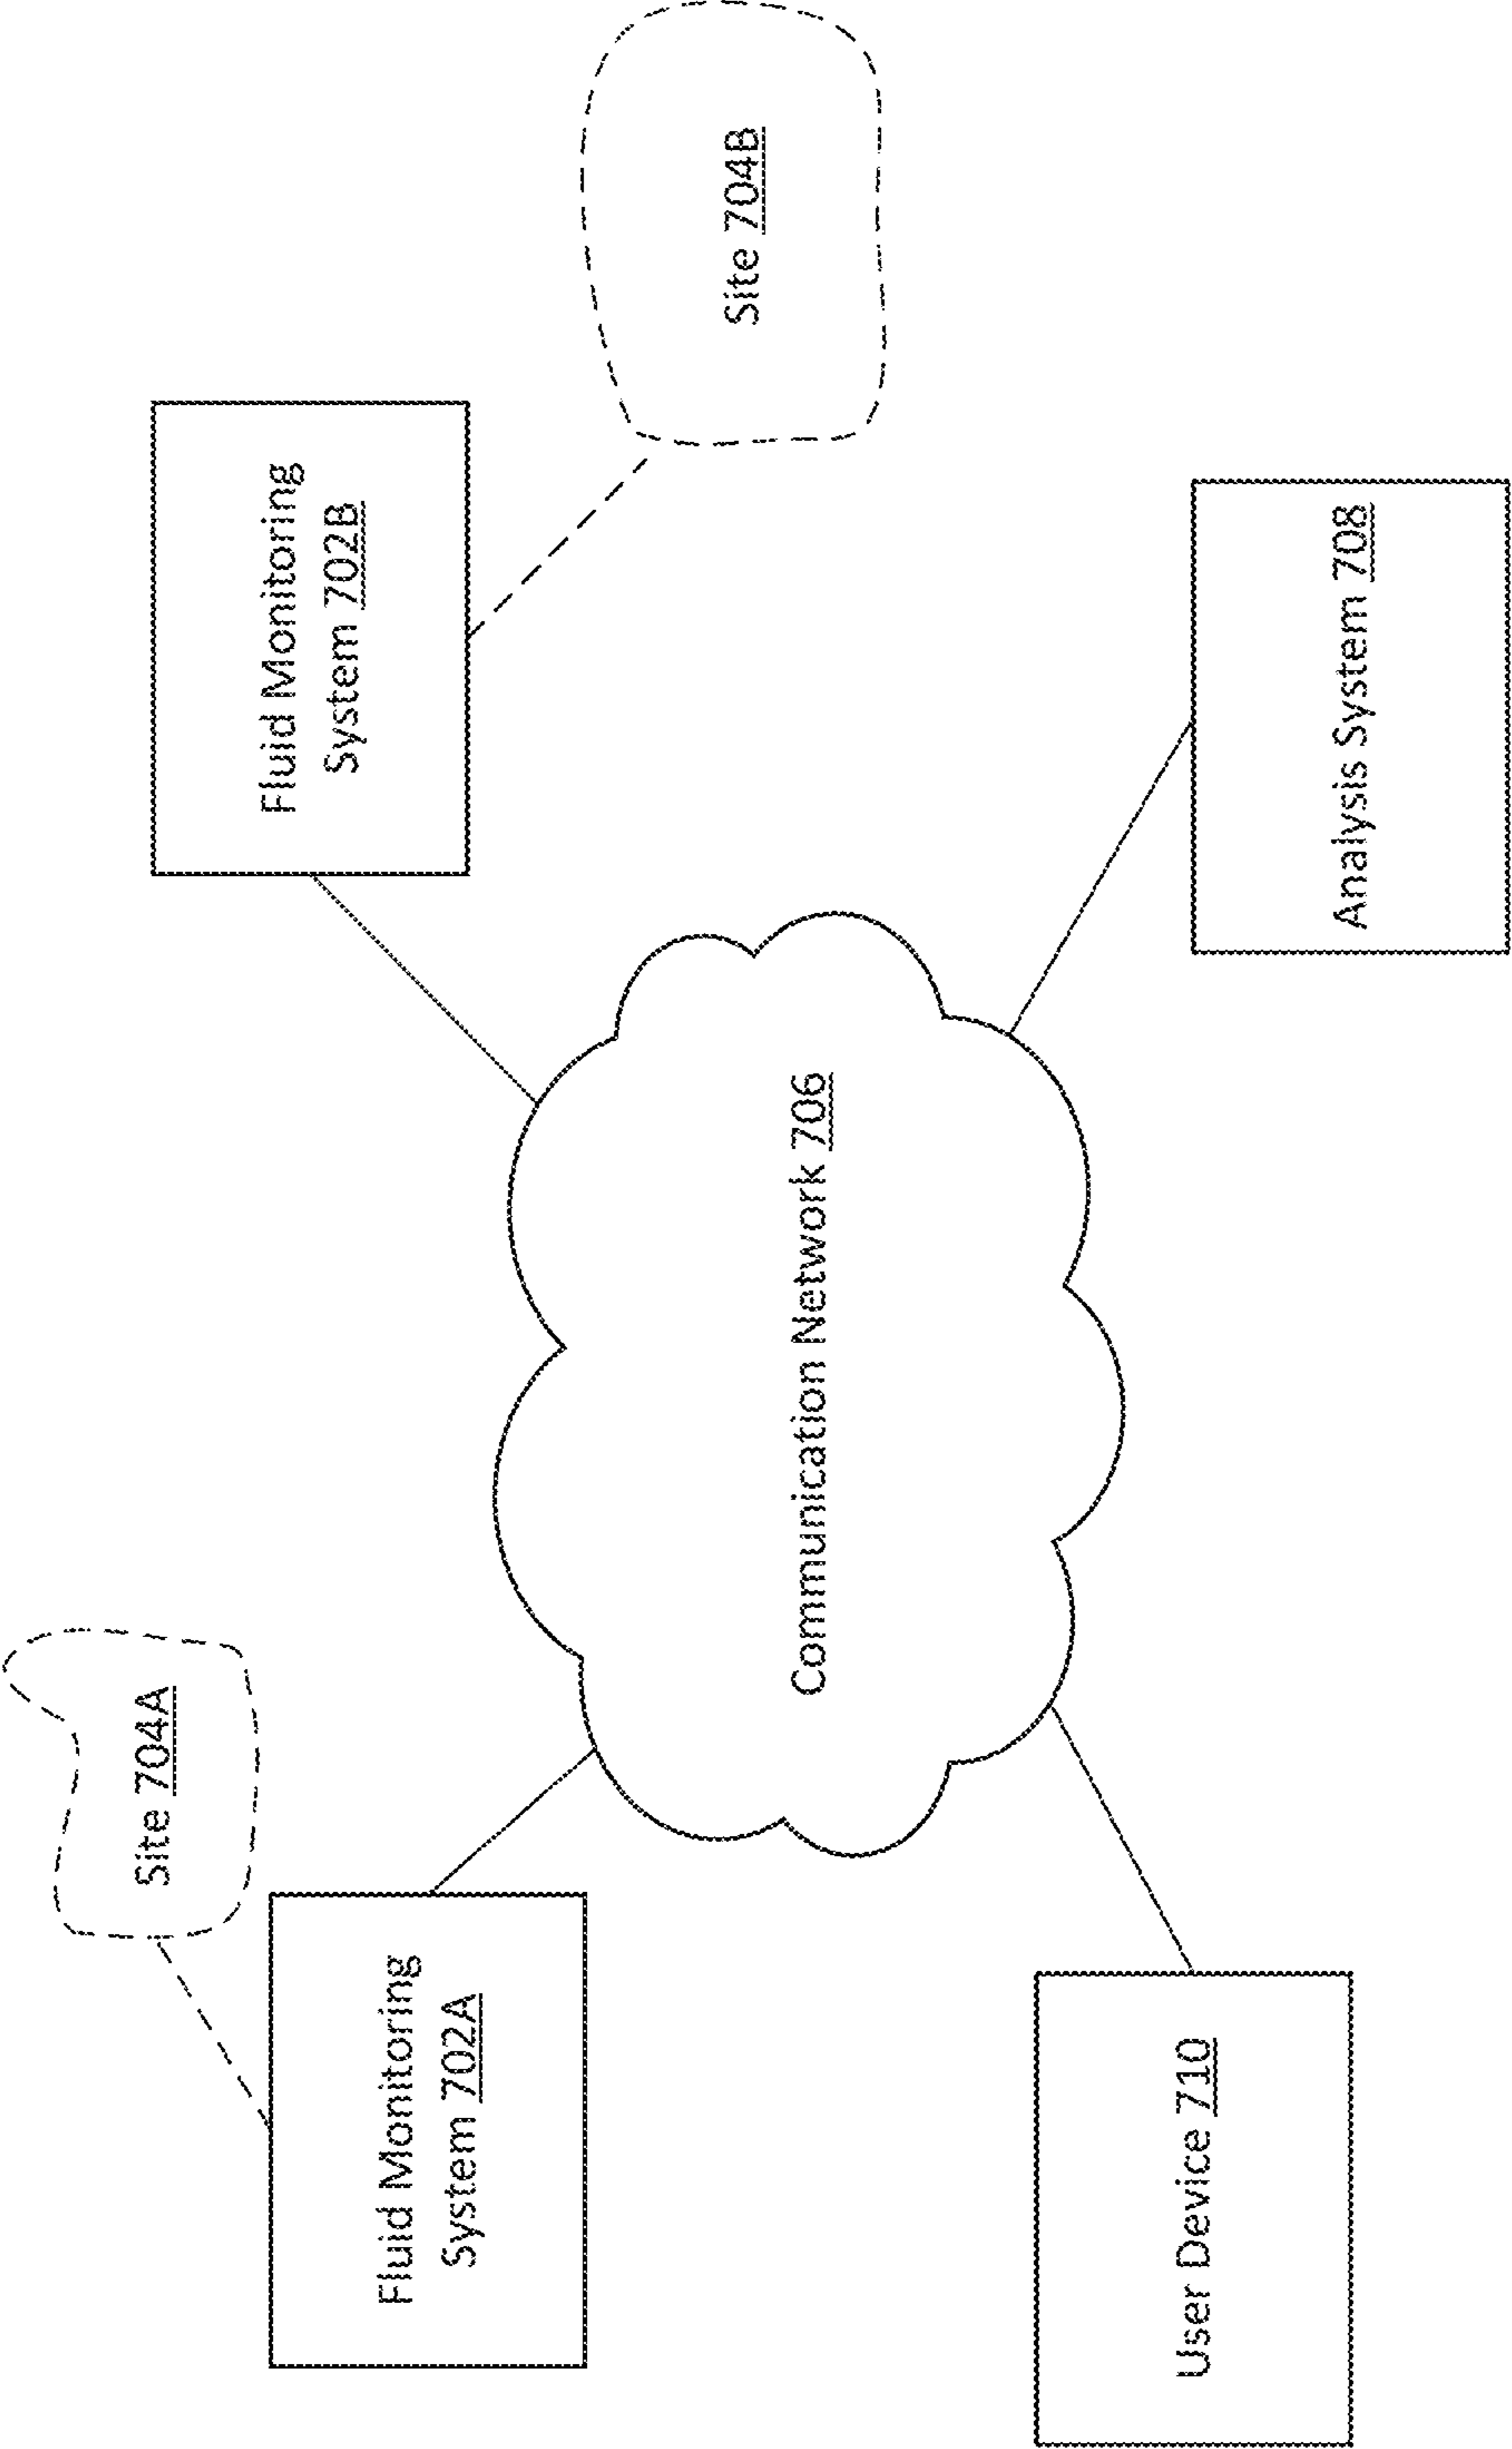 Site 704A
Fluid Monitoring
System 702A
Fluid Monitoring
System 702B
Site 704B
Communication Network 706
User Device 710
Analysis System 708